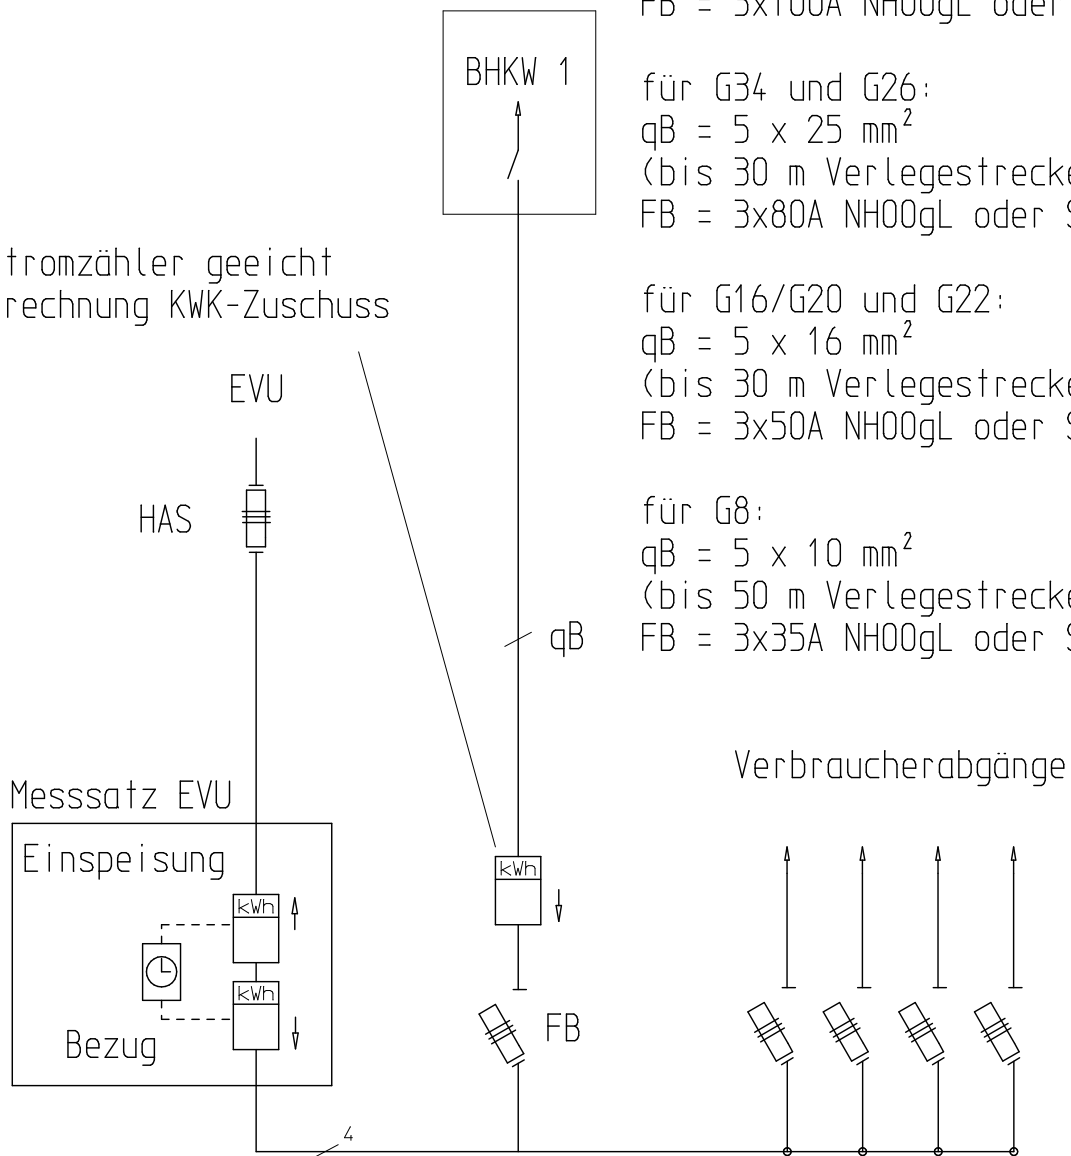 FB = 3x100A NH00gL oder
BHKW 1
für G34 und G26:
qB = 5 x 25 mm²
(bis 30 m Verlegestrecke
FB = 3x80A NH00gL oder S
tromzähler geeicht
rechnung KWK-Zuschuss
für G16/G20 und G22:
qB = 5 x 16 mm²
(bis 30 m Verlegestrecke
FB = 3x50A NH00gL oder S
EVU
HAS
für G8:
qB = 5 x 10 mm²
(bis 50 m Verlegestrecke
FB = 3x35A NH00gL oder S
qB
Verbraucherabgänge
Messsatz EVU
Einspeisung
kWh
kWh
kWh
Bezug
FB
4